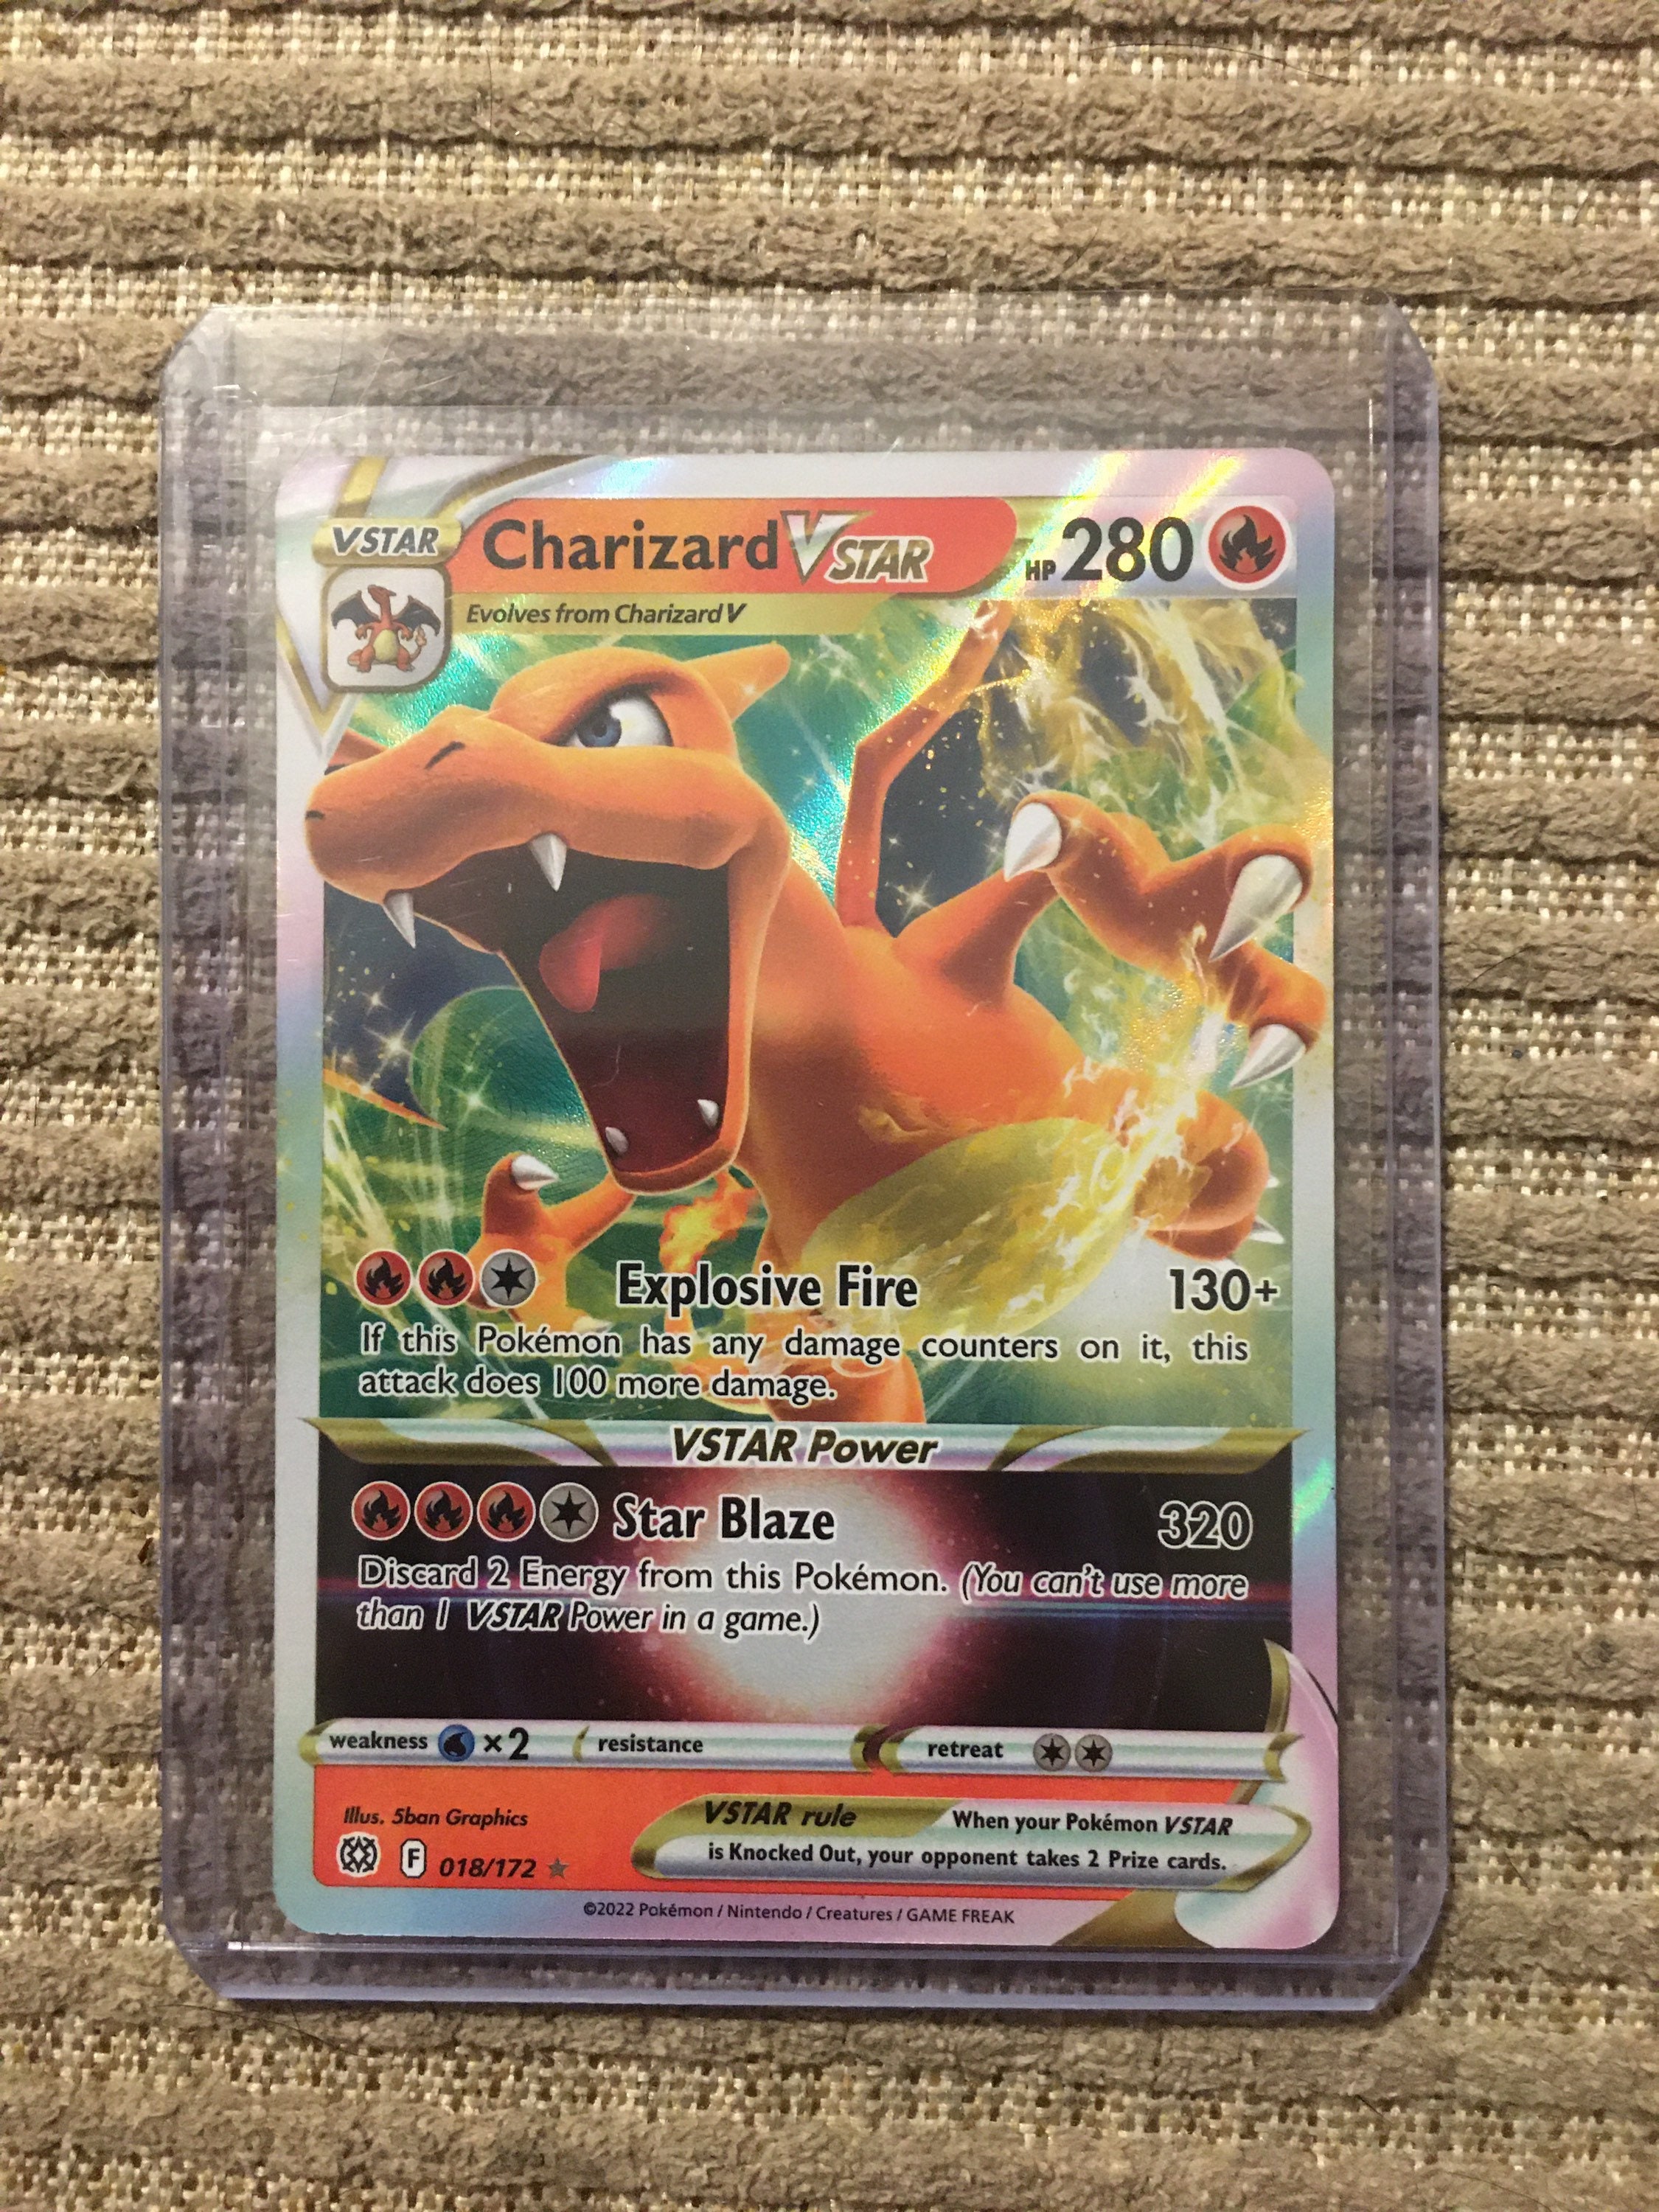 VSTAR Charizard VSTAR HP 280
Evolves from Charizard V
Explosive Fire 130+
If this Pokémon has any damage counters on it, this
attack does 100 more damage.
VSTAR Power
Star Blaze 320
Discard 2 Energy from this Pokémon. (You can't use more
than 1 VSTAR Power in a game.)
weakness ×2 resistance retreat
Illus. 5ban Graphics
VSTAR rule When your Pokémon VSTAR
is Knocked Out, your opponent takes 2 Prize cards.
F 018/172
©2022 Pokémon / Nintendo / Creatures / GAME FREAK